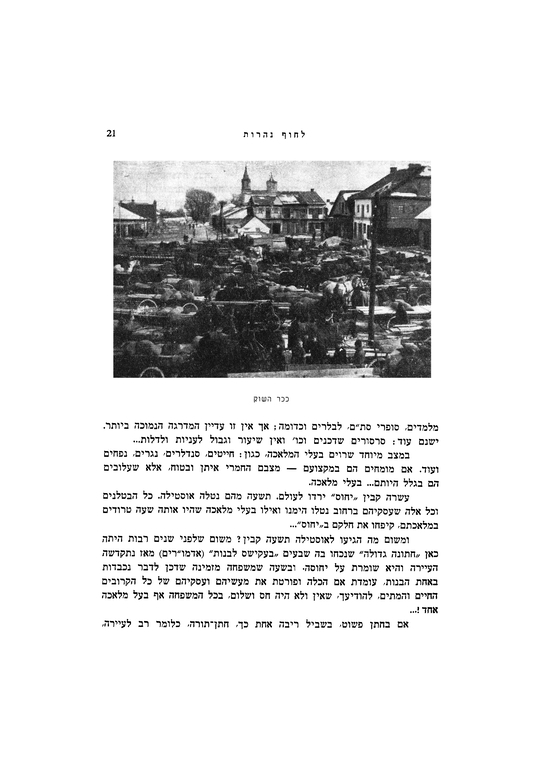 לחוף נהרות 21
ככר השוק
מלמדים, סופרי סת״ם, לבלרים וכדומה; אך אין זו עדיין המדרגה הנמוכה ביותר.
ישנם עוד: סרסורים שדכנים וכו׳ ואין שיעור וגבול לעניות ולדלות...
במצב מיוחד שרוים בעלי המלאכה, כגון: חייטים, סנדלרים, נגרים, נפחים
ועוד. אם מומחים הם במקצועם — מצבם החמרי איתן ובטוח, אלא שעלובים
הם בגלל היותם... בעלי מלאכה.
עשרה קבין „יחוס״ ירדו לעולם, תשעה מהם נטלה אוסטילה. כל הבטלנים
וכל אלה שעסקיהם ברחוב נטלו הימנו ואילו בעלי מלאכה שהיו אותה שעה טרודים
במלאכתם, קיפחו את חלקם ב„יחוס״...
ומשום מה הגיעו לאוסטילה תשעה קבין? משום שלפני שנים רבות היתה
כאן „חתונה גדולה״ שנכחו בה שבעים „בעקישס לבנות״ (אדמו״רים) מאז נתקדשה
העיירה והיא שומרת על יחוסה. ובשעה שמשפחה מזמינה שדכן לדבר נכבדות
באחת הבנות, עומדת אם הכלה ופורטת את מעשיהם ועסקיהם של כל הקרובים
החיים והמתים, להודיעך, שאין ולא היה חס ושלום, בכל המשפחה אף בעל מלאכה
אחד!...
אם בחתן פשוט, בשביל ריבה אחת כך, חתן־תורה, כלומר רב לעיירה,